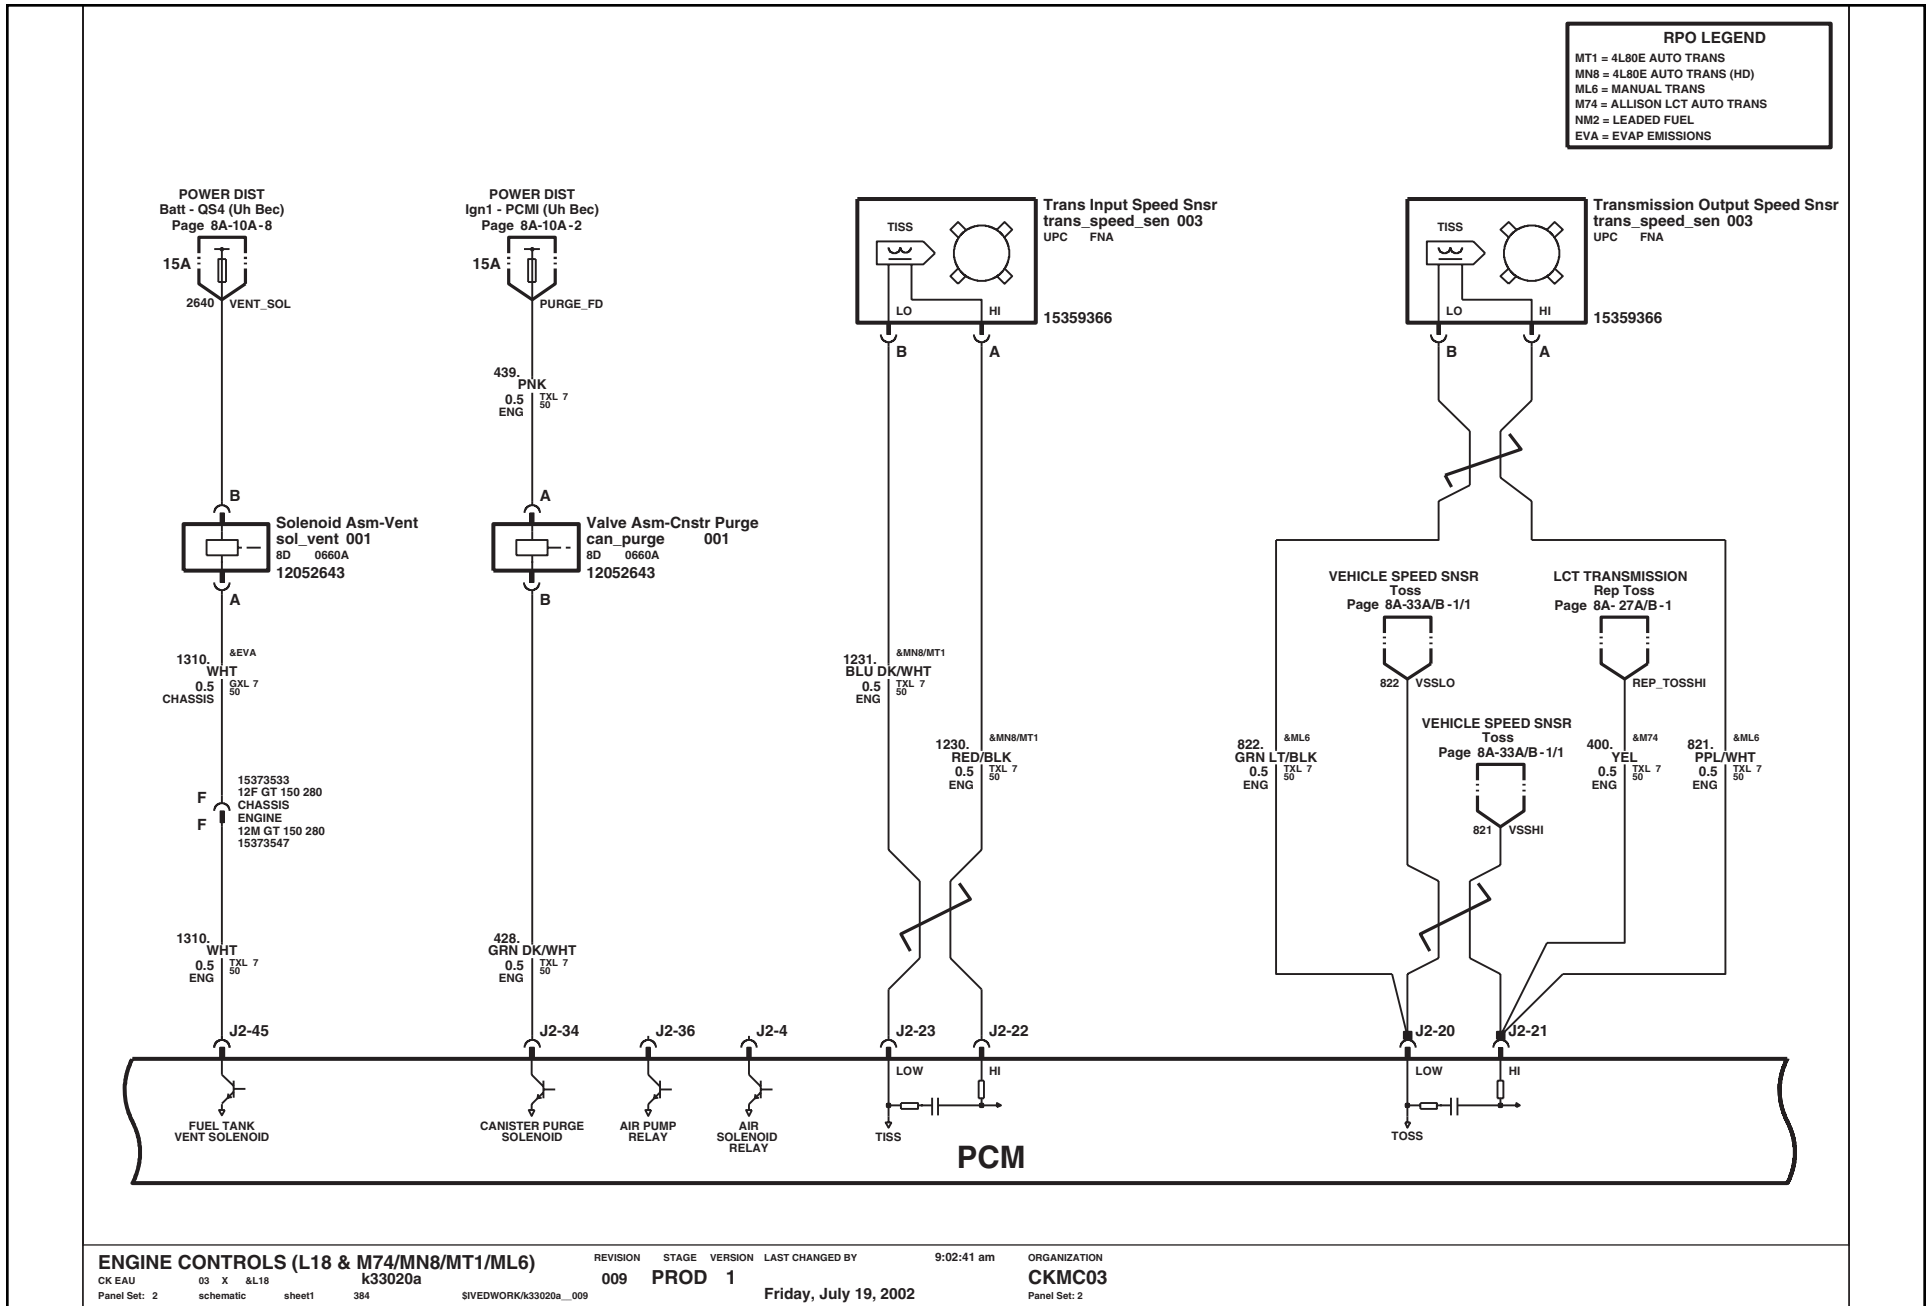 RPO LEGEND
MT1 = 4L80E AUTO TRANS
MN8 = 4L80E AUTO TRANS (HD)
ML6 = MANUAL TRANS
M74 = ALLISON LCT AUTO TRANS
NM2 = LEADED FUEL
EVA = EVAP EMISSIONS
POWER DIST
Batt - QS4 (Uh Bec)
Page 8A-10A-8
15A
2640 VENT_SOL
B
Solenoid Asm-Vent
sol_vent 001
8D 0660A
12052643
A
1310. &EVA
WHT
0.5 GXL 7
50
CHASSIS
F
F
15373533
12F GT 150 280
CHASSIS
ENGINE
12M GT 150 280
15373547
1310.
WHT
0.5 TXL 7
50
ENG
J2-45
FUEL TANK
VENT SOLENOID
POWER DIST
Ign1 - PCMI (Uh Bec)
Page 8A-10A-2
15A
PURGE_FD
439.
PNK
0.5 TXL 7
50
ENG
A
Valve Asm-Cnstr Purge
can_purge 001
8D 0660A
12052643
B
428.
GRN DK/WHT
0.5 TXL 7
50
ENG
J2-34
CANISTER PURGE
SOLENOID
J2-36
AIR PUMP
RELAY
J2-4
AIR
SOLENOID
RELAY
Trans Input Speed Snsr
trans_speed_sen 003
UPC FNA
TISS
LO HI
15359366
B A
1231. &MN8/MT1
BLU DK/WHT
0.5 TXL 7
50
ENG
1230. &MN8/MT1
RED/BLK
0.5 TXL 7
50
ENG
J2-23 J2-22
LOW HI
TISS
PCM
Transmission Output Speed Snsr
trans_speed_sen 003
UPC FNA
TISS
LO HI
15359366
B A
VEHICLE SPEED SNSR
Toss
Page 8A-33A/B-1/1
822 VSSLO
LCT TRANSMISSION
Rep Toss
Page 8A- 27A/B-1
REP_TOSSHI
VEHICLE SPEED SNSR
Toss
Page 8A-33A/B-1/1
821 VSSHI
822. &ML6
GRN LT/BLK
0.5 TXL 7
50
ENG
400. &M74
YEL
0.5 TXL 7
50
ENG
821. &ML6
PPL/WHT
0.5 TXL 7
50
ENG
J2-20 J2-21
LOW HI
TOSS
ENGINE CONTROLS (L18 & M74/MN8/MT1/ML6)
CK EAU 03 X &L18 k33020a
Panel Set: 2 schematic sheet1 384 $IVEDWORK/k33020a__009
REVISION STAGE VERSION LAST CHANGED BY 9:02:41 am ORGANIZATION
009 PROD 1 CKMC03
Friday, July 19, 2002 Panel Set: 2